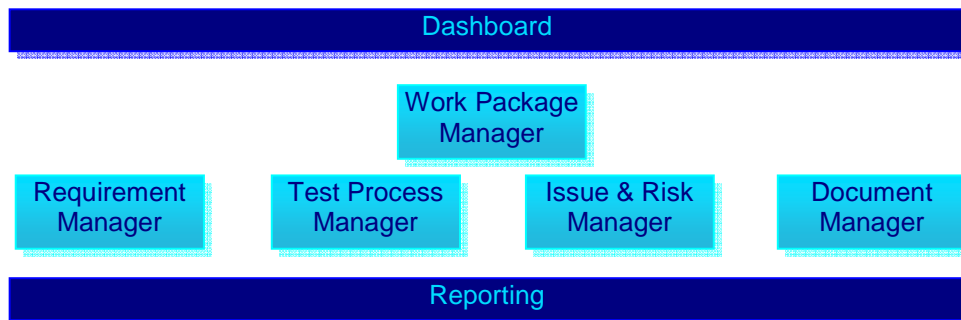 Dashboard
Work Package
Manager
Requirement
Manager
Test Process
Manager
Issue & Risk
Manager
Document
Manager
Reporting